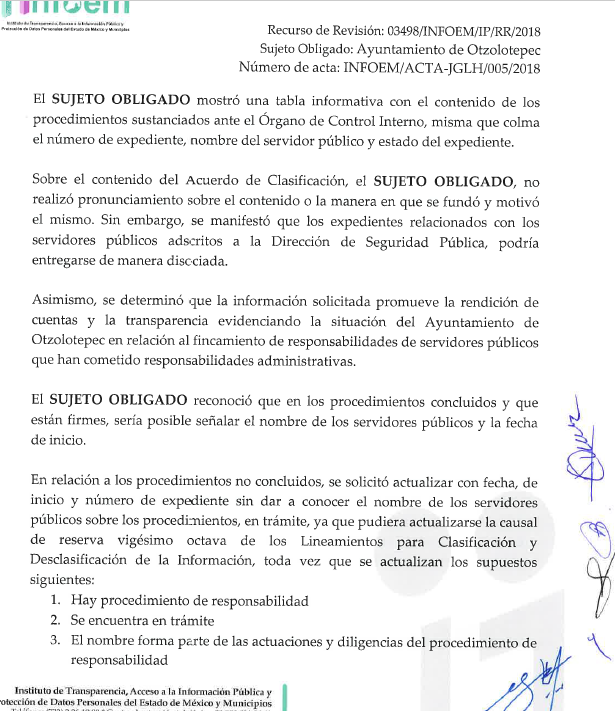 infoem
Instituto de Transparencia, Acceso a la Información Pública y
Protección de Datos Personales del Estado de México y Municipios
Recurso de Revisión: 03498/INFOEM/IP/RR/2018
Sujeto Obligado: Ayuntamiento de Otzolotepec
Número de acta: INFOEM/ACTA-JGLH/005/2018
El SUJETO OBLIGADO mostró una tabla informativa con el contenido de los
procedimientos sustanciados ante el Órgano de Control Interno, misma que colma
el número de expediente, nombre del servidor público y estado del expediente.
Sobre el contenido del Acuerdo de Clasificación, el SUJETO OBLIGADO, no
realizó pronunciamiento sobre el contenido o la manera en que se fundó y motivó
el mismo. Sin embargo, se manifestó que los expedientes relacionados con los
servidores públicos adscritos a la Dirección de Seguridad Pública, podría
entregarse de manera disociada.
Asimismo, se determinó que la información solicitada promueve la rendición de
cuentas y la transparencia evidenciando la situación del Ayuntamiento de
Otzolotepec en relación al fincamiento de responsabilidades de servidores públicos
que han cometido responsabilidades administrativas.
El SUJETO OBLIGADO reconoció que en los procedimientos concluidos y que
están firmes, sería posible señalar el nombre de los servidores públicos y la fecha
de inicio.
En relación a los procedimientos no concluidos, se solicitó actualizar con fecha, de
inicio y número de expediente sin dar a conocer el nombre de los servidores
públicos sobre los procedimientos, en trámite, ya que pudiera actualizarse la causal
de reserva vigésimo octava de los Lineamientos para Clasificación y
Desclasificación de la Información, toda vez que se actualizan los supuestos
siguientes:
1. Hay procedimiento de responsabilidad
2. Se encuentra en trámite
3. El nombre forma parte de las actuaciones y diligencias del procedimiento de
responsabilidad
Instituto de Transparencia, Acceso a la Información Pública y
otección de Datos Personales del Estado de México y Municipios